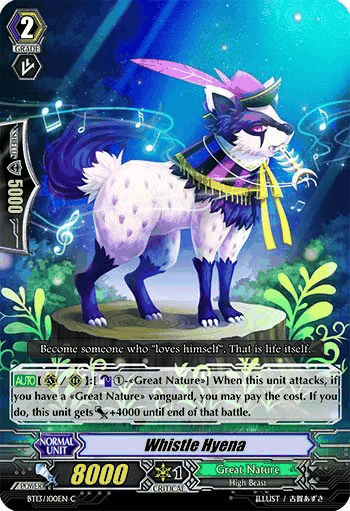 2
GRADE
SHIELD
5000
Become someone who "loves himself". That is life itself.
AUTO [ / ]:[ ①-«Great Nature»] When this unit attacks, if
you have a «Great Nature» vanguard, you may pay the cost. If you
do, this unit gets +4000 until end of that battle.
NORMAL
UNIT
Whistle Hyena
POWER
8000
1
CRITICAL
Great Nature
High Beast
BT13/100EN C
ILLUST / 古賀あずさ